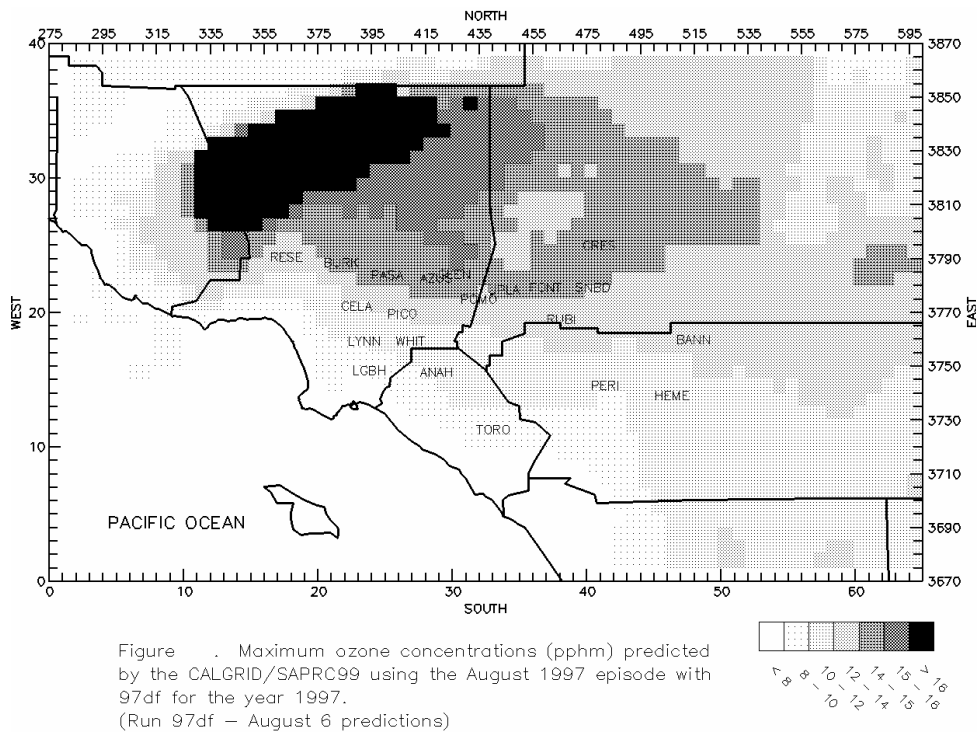 NORTH
275 295 315 335 355 375 395 415 435 455 475 495 515 535 555 575 595
40 3870
3850
3830
30
3810
CRES
RESE BURK 3790
PASA AZUS
UPLA FONT SNBD
POMO
WEST 20 CELA PICO RUBI 3770 EAST
LYNN WHIT BANN
LGBH ANAH 3750
PERI HEME
TORO 3730
10 3710
PACIFIC OCEAN 3690
0 3670
0 10 20 30 40 50 60
SOUTH
Figure . Maximum ozone concentrations (pphm) predicted
by the CALGRID/SAPRC99 using the August 1997 episode with
97df for the year 1997.
(Run 97df – August 6 predictions)
< 8
8 – 10
10 – 12
12 – 14
14 – 15
15 – 16
> 16